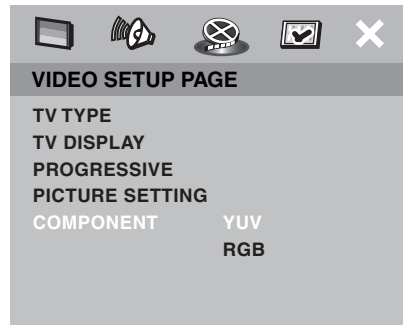 VIDEO SETUP PAGE
TV TYPE
TV DISPLAY
PROGRESSIVE
PICTURE SETTING
COMPONENT YUV
RGB